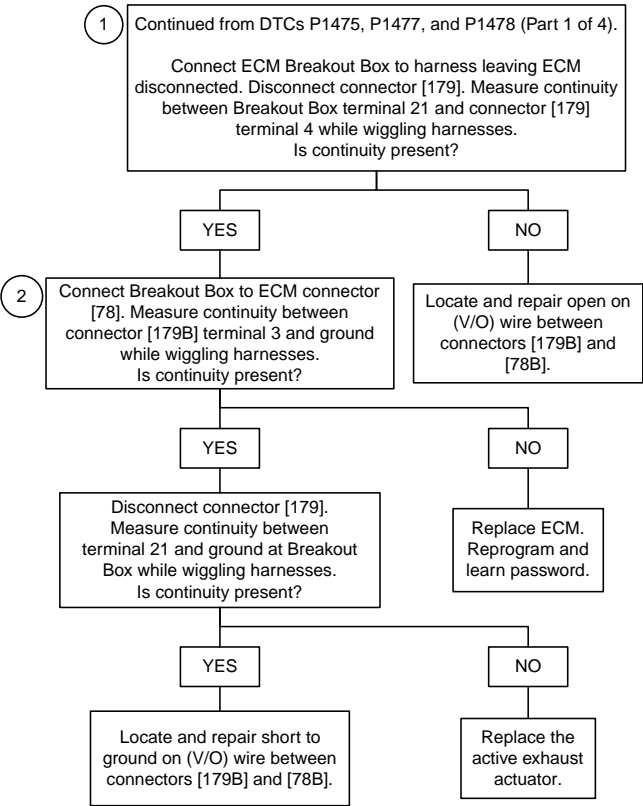 1
Continued from DTCs P1475, P1477, and P1478 (Part 1 of 4).
Connect ECM Breakout Box to harness leaving ECM
disconnected. Disconnect connector [179]. Measure continuity
between Breakout Box terminal 21 and connector [179]
terminal 4 while wiggling harnesses.
Is continuity present?
YES
NO
2
Connect Breakout Box to ECM connector
[78]. Measure continuity between
connector [179B] terminal 3 and ground
while wiggling harnesses.
Is continuity present?
Locate and repair open on
(V/O) wire between
connectors [179B] and
[78B].
YES
NO
Disconnect connector [179].
Measure continuity between
terminal 21 and ground at Breakout
Box while wiggling harnesses.
Is continuity present?
Replace ECM.
Reprogram and
learn password.
YES
NO
Locate and repair short to
ground on (V/O) wire between
connectors [179B] and [78B].
Replace the
active exhaust
actuator.